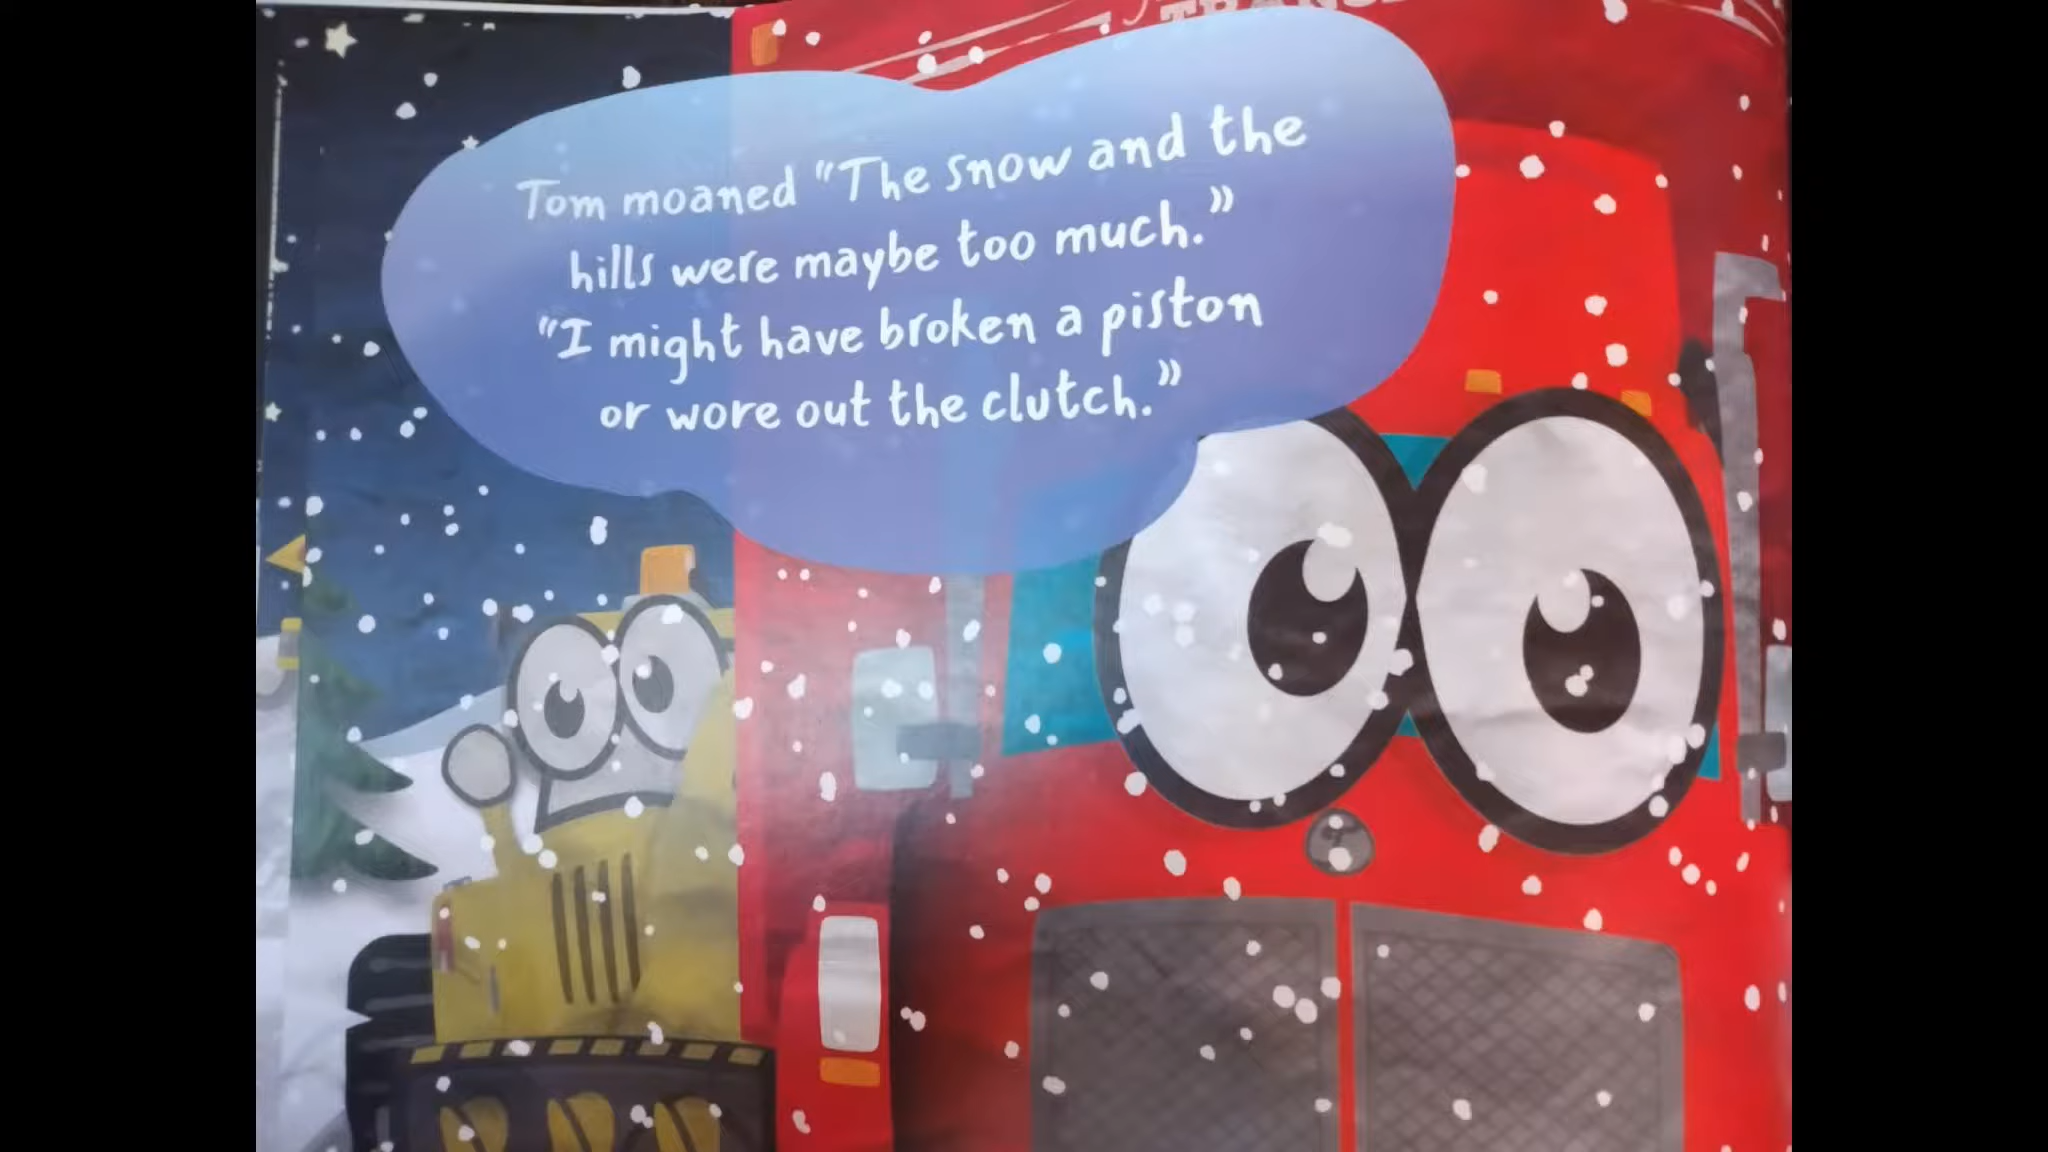 Tom moaned "The snow and the
hills were maybe too much."
"I might have broken a piston
or wore out the clutch."